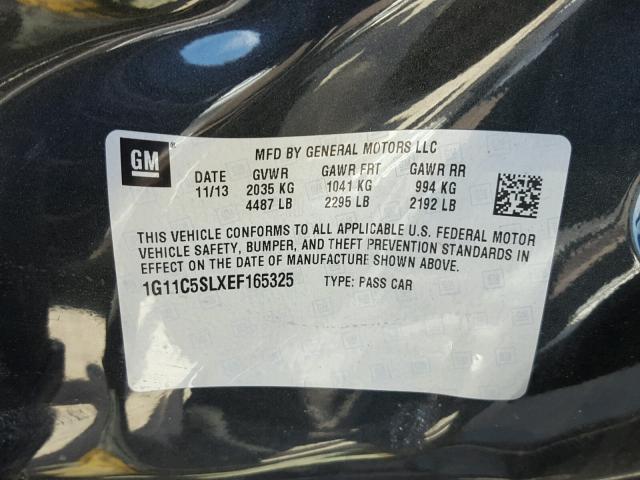 GM
MFD BY GENERAL MOTORS LLC
DATE GVWR GAWR FRT GAWR RR
11/13 2035 KG 1041 KG 994 KG
4487 LB 2295 LB 2192 LB
THIS VEHICLE CONFORMS TO ALL APPLICABLE U.S. FEDERAL MOTOR
VEHICLE SAFETY, BUMPER, AND THEFT PREVENTION STANDARDS IN
EFFECT ON THE DATE OF MANUFACTURE SHOWN ABOVE.
1G11C5SLXEF165325 TYPE: PASS CAR